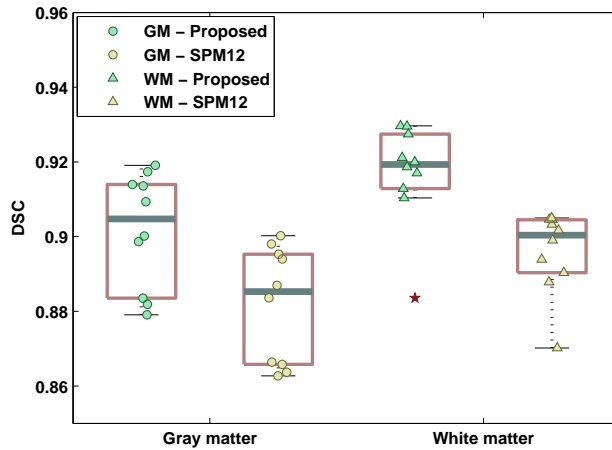 0.96
0.94
0.92
0.9
0.88
0.86
DSC
GM – Proposed
GM – SPM12
WM – Proposed
WM – SPM12
Gray matter
White matter